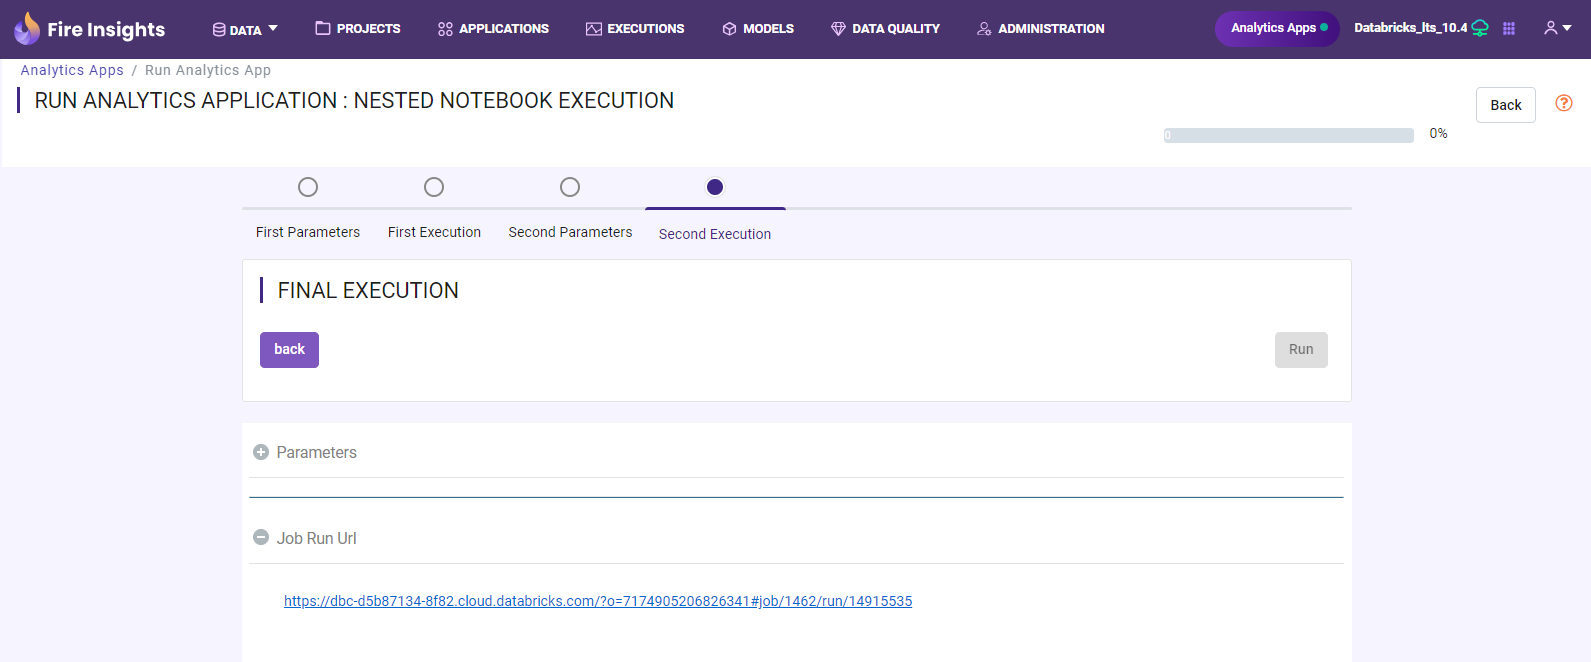 Fire Insights DATA PROJECTS APPLICATIONS EXECUTIONS MODELS DATA QUALITY ADMINISTRATION Analytics Apps Databricks_lts_10.4
Analytics Apps / Run Analytics App
RUN ANALYTICS APPLICATION : NESTED NOTEBOOK EXECUTION
Back ?
0 0%
First Parameters First Execution Second Parameters Second Execution
FINAL EXECUTION
back Run
Parameters
Job Run Url
https://dbc-d5b87134-8f82.cloud.databricks.com/?o=7174905206826341#job/1462/run/14915535